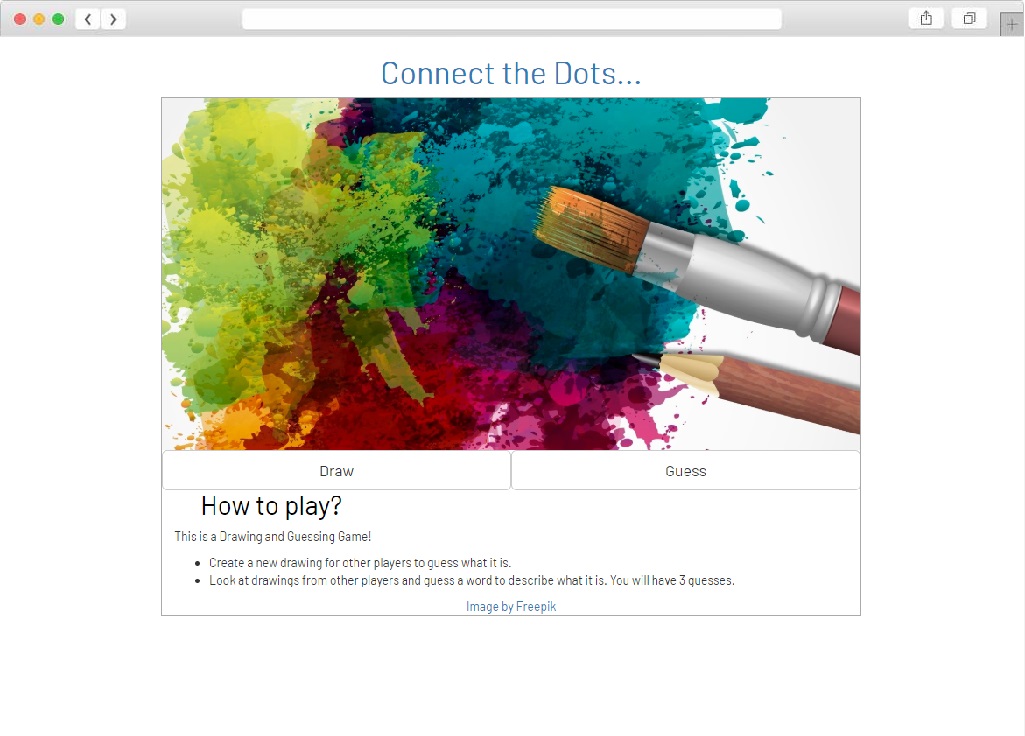 Connect the Dots...
Draw
Guess
How to play?
This is a Drawing and Guessing Game!
Create a new drawing for other players to guess what it is.
Look at drawings from other players and guess a word to describe what it is. You will have 3 guesses.
Image by Freepik